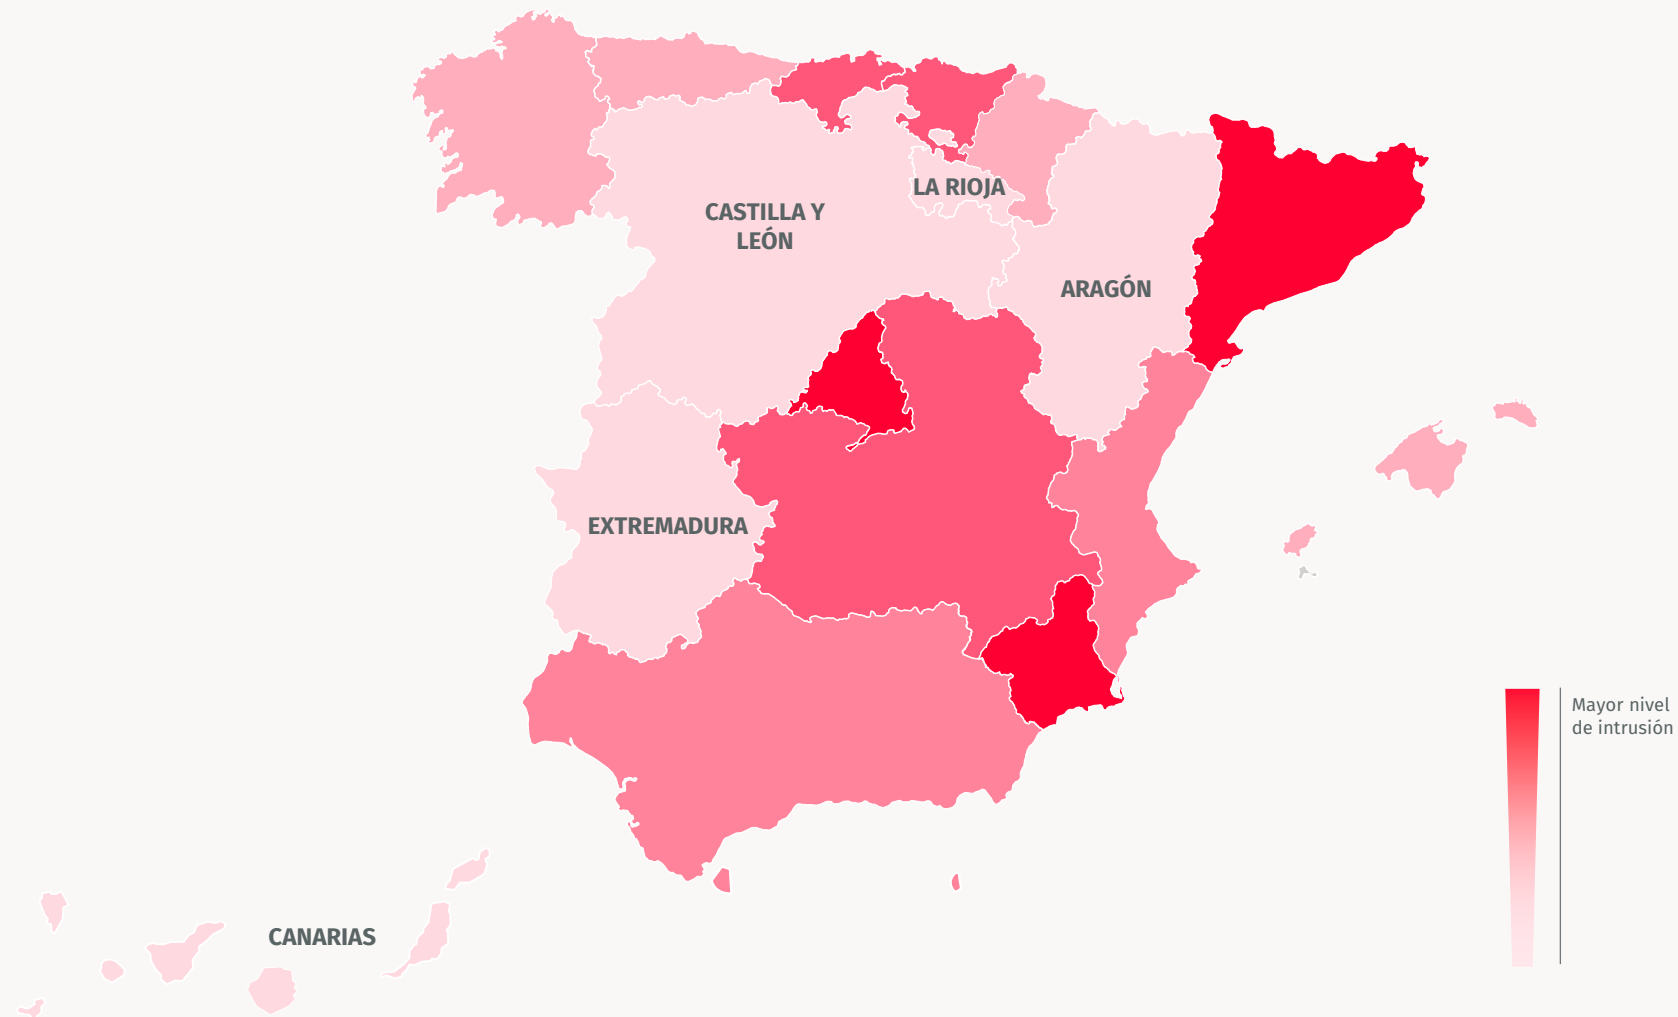 LA RIOJA
CASTILLA Y
LEÓN
ARAGÓN
EXTREMADURA
Mayor nivel
de intrusión
CANARIAS